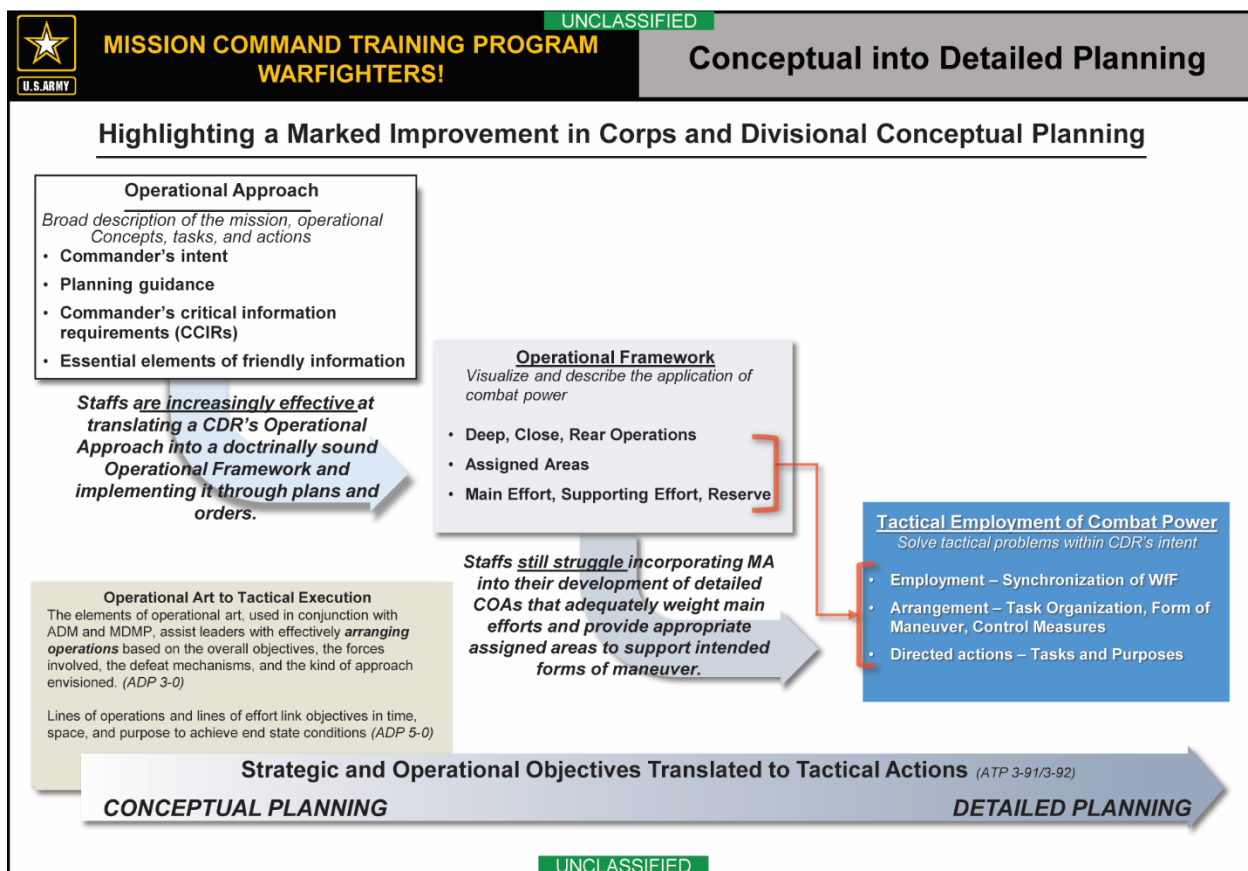 UNCLASSIFIED
U.S.ARMY
MISSION COMMAND TRAINING PROGRAM
WARFIGHTERS!
Conceptual into Detailed Planning
Highlighting a Marked Improvement in Corps and Divisional Conceptual Planning
Operational Approach
Broad description of the mission, operational
Concepts, tasks, and actions
• Commander's intent
• Planning guidance
• Commander's critical information
requirements (CCIRs)
• Essential elements of friendly information
Staffs are increasingly effective at
translating a CDR's Operational
Approach into a doctrinally sound
Operational Framework and
implementing it through plans and
orders.
Operational Framework
Visualize and describe the application of
combat power
• Deep, Close, Rear Operations
• Assigned Areas
• Main Effort, Supporting Effort, Reserve
Staffs still struggle incorporating MA
into their development of detailed
COAs that adequately weight main
efforts and provide appropriate
assigned areas to support intended
forms of maneuver.
Tactical Employment of Combat Power
Solve tactical problems within CDR's intent
• Employment – Synchronization of WfF
• Arrangement – Task Organization, Form of
Maneuver, Control Measures
• Directed actions – Tasks and Purposes
Operational Art to Tactical Execution
The elements of operational art, used in conjunction with
ADM and MDMP, assist leaders with effectively arranging
operations based on the overall objectives, the forces
involved, the defeat mechanisms, and the kind of approach
envisioned. (ADP 3-0)
Lines of operations and lines of effort link objectives in time,
space, and purpose to achieve end state conditions (ADP 5-0)
Strategic and Operational Objectives Translated to Tactical Actions (ATP 3-91/3-92)
CONCEPTUAL PLANNING
DETAILED PLANNING
UNCLASSIFIED